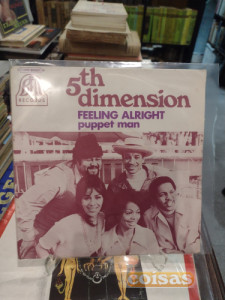 RECORDS
5th
dimension
FEELING ALRIGHT
puppet man
coisas